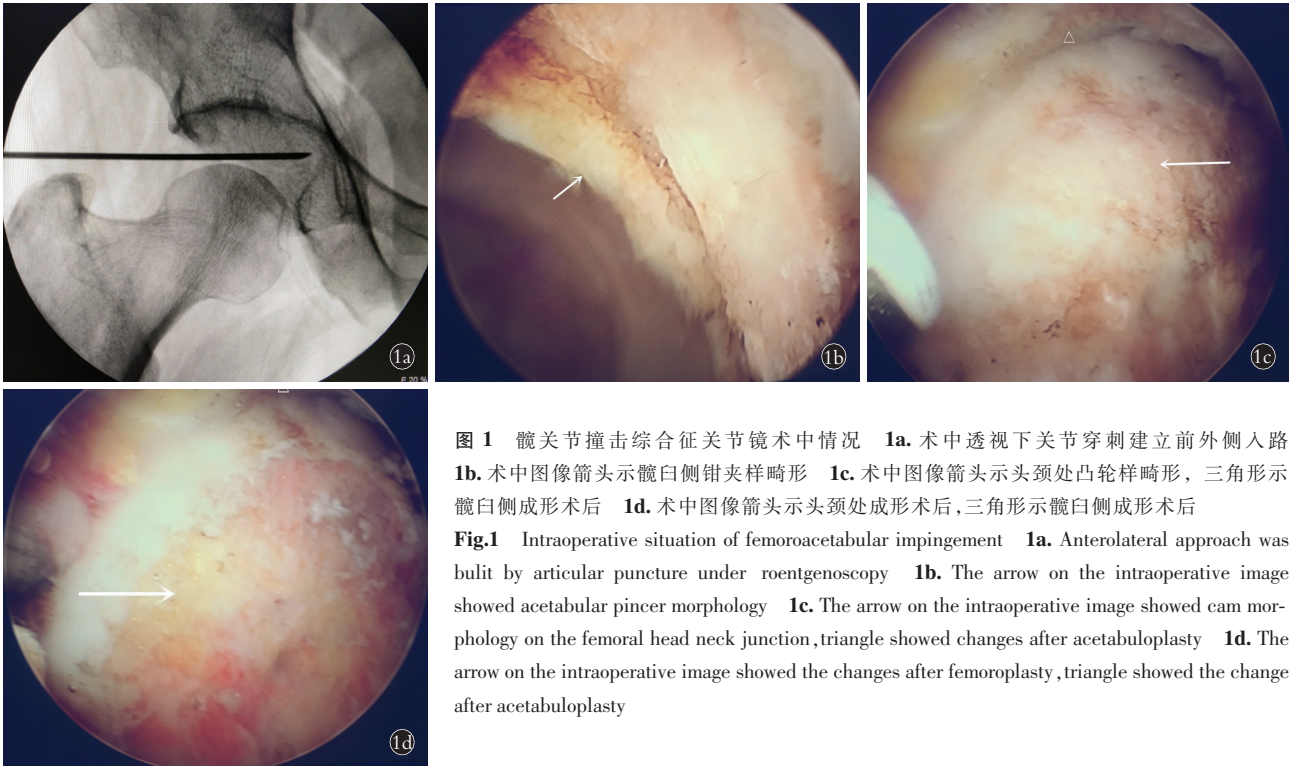 1a
F 20 %
1b
△
1c
1d
图 1 髋关节撞击综合征关节镜术中情况 1a. 术中透视下关节穿刺建立前外侧入路
1b. 术中图像箭头示髋臼侧钳夹样畸形 1c. 术中图像箭头示头颈处凸轮样畸形，三角形示
髋臼侧成形术后 1d. 术中图像箭头示头颈处成形术后,三角形示髋臼侧成形术后
Fig.1 Intraoperative situation of femoroacetabular impingement 1a. Anterolateral approach was
bulit by articular puncture under roentgenoscopy 1b. The arrow on the intraoperative image
showed acetabular pincer morphology 1c. The arrow on the intraoperative image showed cam mor-
phology on the femoral head neck junction,triangle showed changes after acetabuloplasty 1d. The
arrow on the intraoperative image showed the changes after femoroplasty,triangle showed the change
after acetabuloplasty